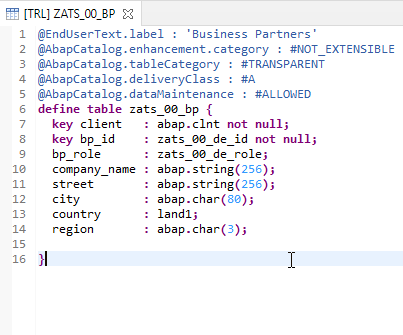 [TRL] ZATS_00_BP
1 @EndUserText.label : 'Business Partners'
2 @AbapCatalog.enhancement.category : #NOT_EXTENSIBLE
3 @AbapCatalog.tableCategory : #TRANSPARENT
4 @AbapCatalog.deliveryClass : #A
5 @AbapCatalog.dataMaintenance : #ALLOWED
6 define table zats_00_bp {
7 key client : abap.clnt not null;
8 key bp_id : zats_00_de_id not null;
9 bp_role : zats_00_de_role;
10 company_name : abap.string(256);
11 street : abap.string(256);
12 city : abap.char(80);
13 country : land1;
14 region : abap.char(3);
15
16 }